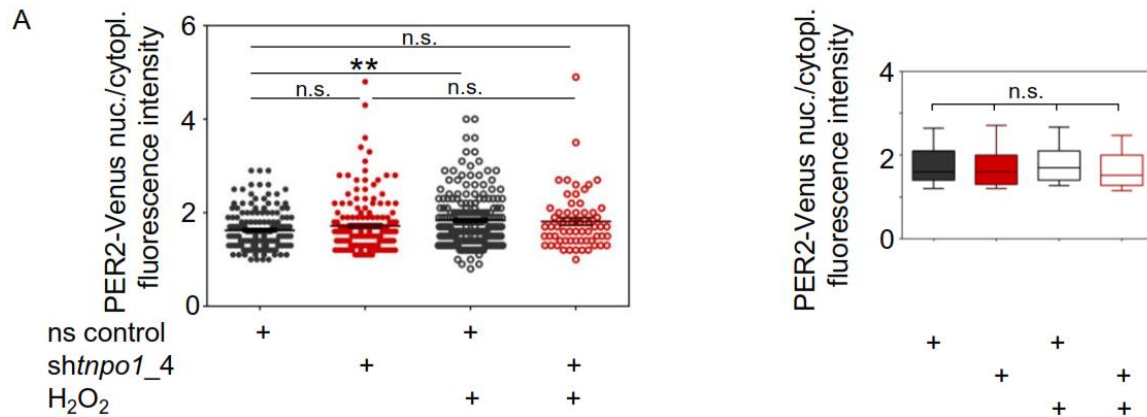 A
PER2-Venus nuc./cytopl.
fluorescence intensity
6
4
2
0
n.s.
**
n.s.
n.s.
ns control + +
shtnpo1_4 + +
H₂O₂ + +
PER2-Venus nuc./cytopl.
fluorescence intensity
4
2
0
n.s.
+ +
+ +
+ +